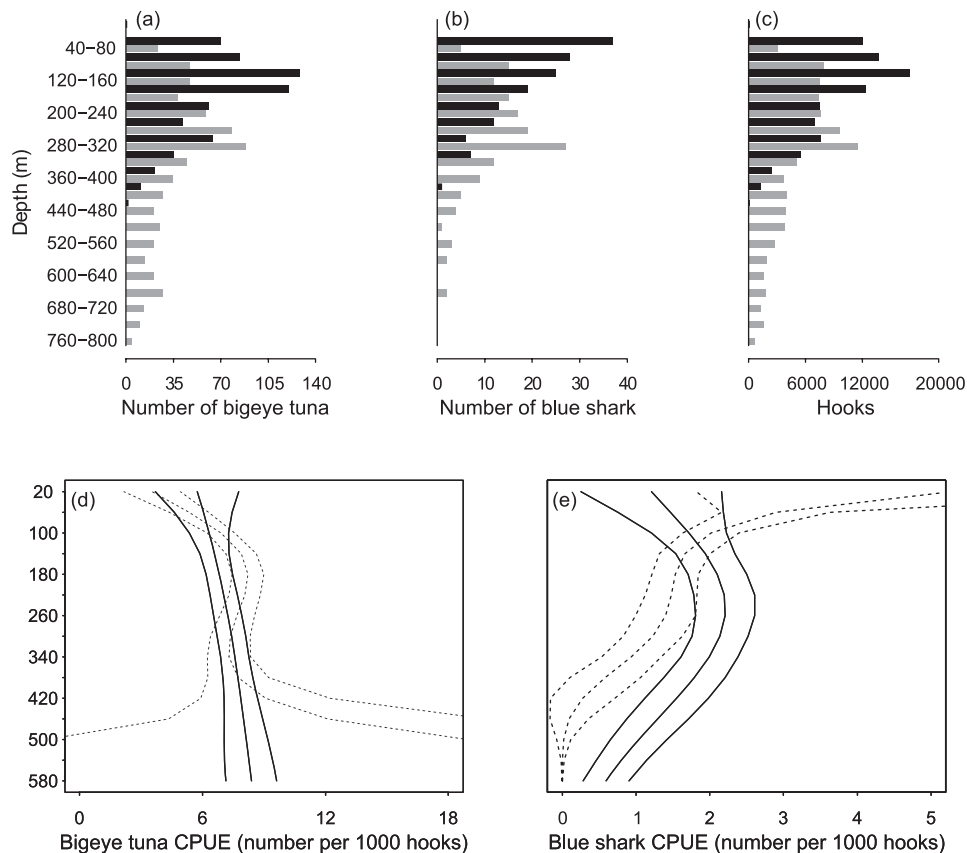 (a)
(b)
(c)
Depth (m)
40−80
120−160
200−240
280−320
360−400
440−480
520−560
600−640
680−720
760−800
0 35 70 105 140
Number of bigeye tuna
0 10 20 30 40
Number of blue shark
0 6000 12000 20000
Hooks
(d)
20
100
180
260
340
420
500
580
0 6 12 18
Bigeye tuna CPUE (number per 1000 hooks)
(e)
0 1 2 3 4 5
Blue shark CPUE (number per 1000 hooks)